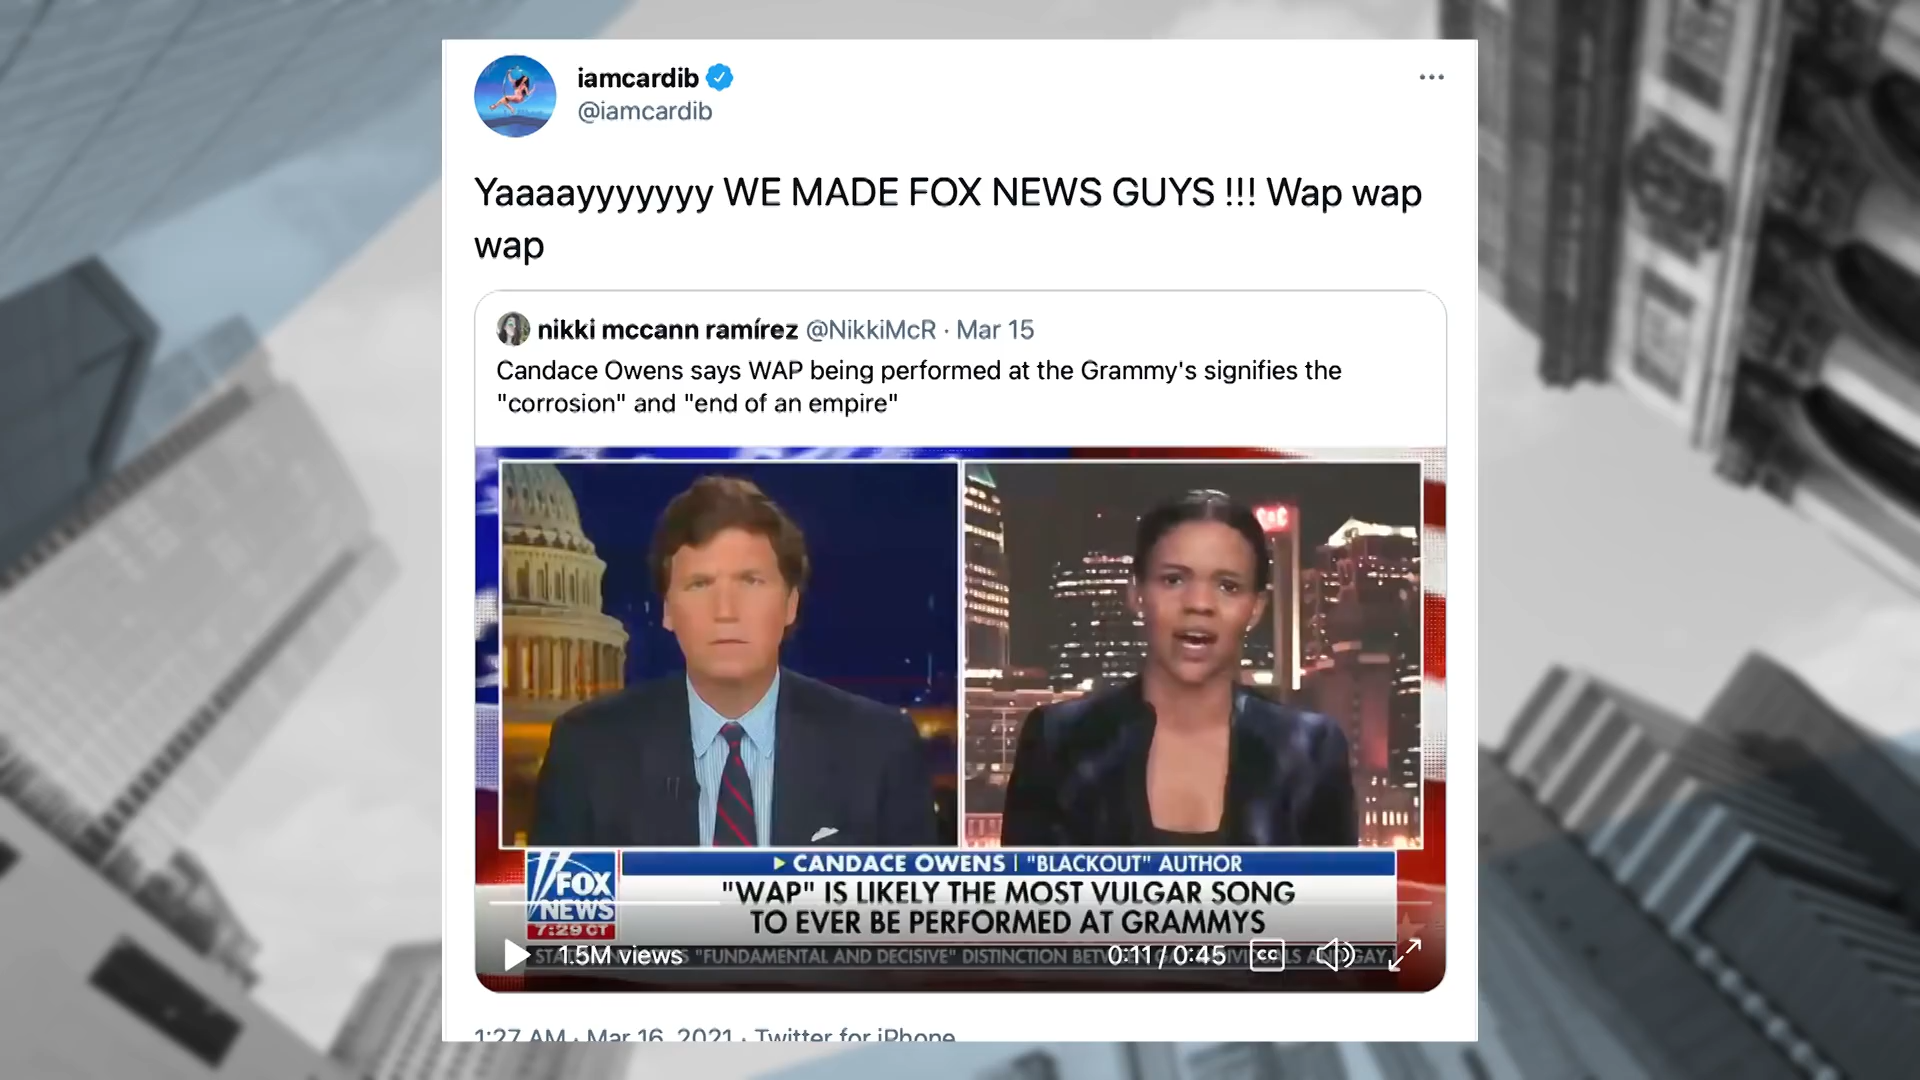 iamcardib
@iamcardib
Yaaaayyyyyyy WE MADE FOX NEWS GUYS !!! Wap wap
wap
nikki mccann ramírez @NikkiMcR · Mar 15
Candace Owens says WAP being performed at the Grammy's signifies the
"corrosion" and "end of an empire"
C&C
CANDACE OWENS | "BLACKOUT" AUTHOR
FOX
NEWS
7:29 CT
"WAP" IS LIKELY THE MOST VULGAR SONG
TO EVER BE PERFORMED AT GRAMMYS
"FUNDAMENTAL AND DECISIVE" DISTINCTION
1.5M views
0:11 / 0:45
CC
1:27 AM · Mar 16, 2021 · Twitter for iPhone